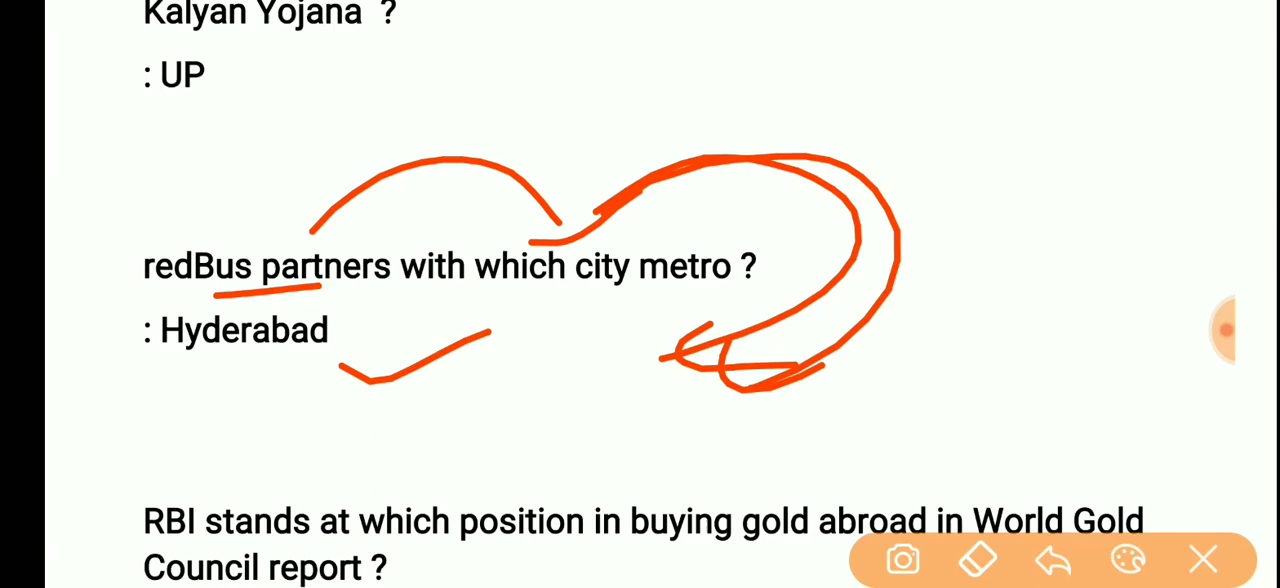 Kalyan Yojana ?
: UP
redBus partners with which city metro ?
: Hyderabad
RBI stands at which position in buying gold abroad in World Gold
Council report ?